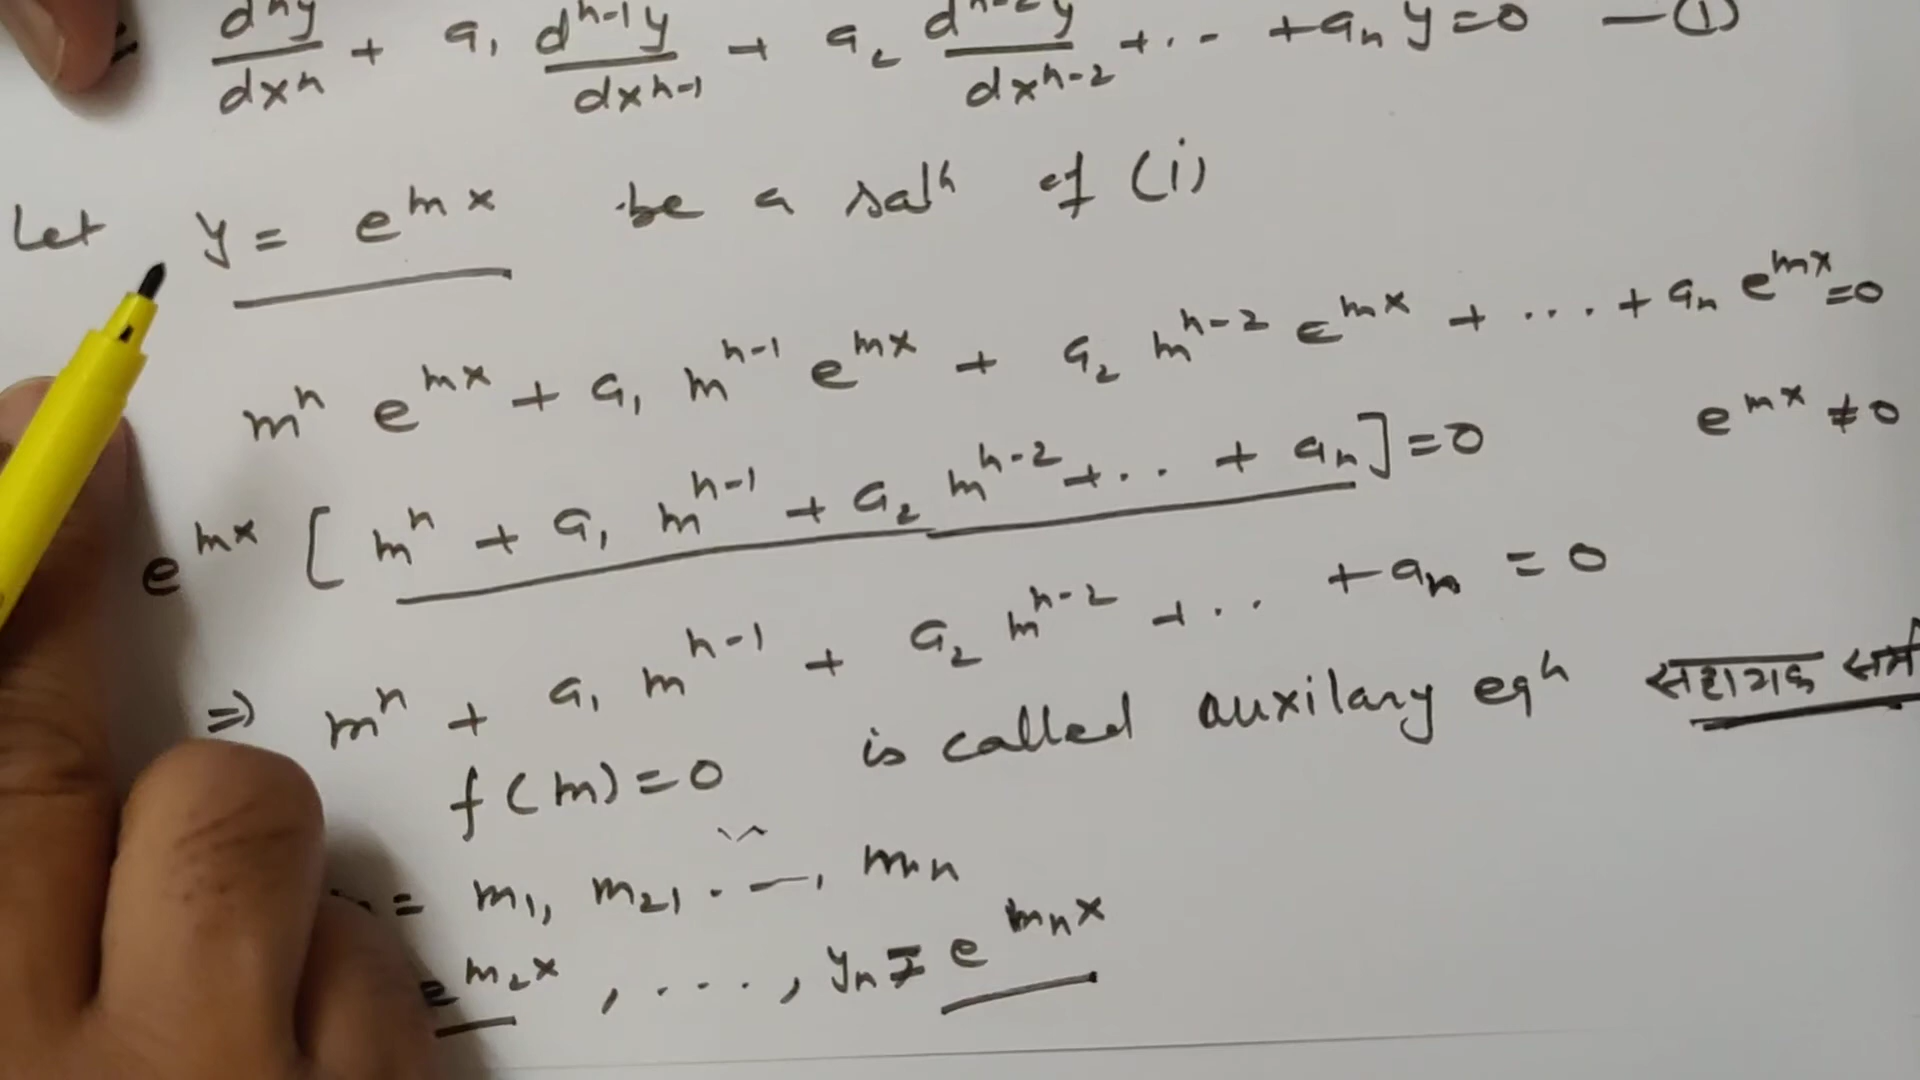 dⁿy/dxⁿ + a₁ dⁿ⁻¹y/dxⁿ⁻¹ + a₂ dⁿ⁻²y/dxⁿ⁻² + ... + aₙ y = 0 — (1)
Let y = e^{mx} be a solⁿ of (i)
mⁿ e^{mx} + a₁ mⁿ⁻¹ e^{mx} + a₂ mⁿ⁻² e^{mx} + ... + aₙ e^{mx} = 0
e^{mx} [mⁿ + a₁ mⁿ⁻¹ + a₂ mⁿ⁻² + .. + aₙ] = 0 e^{mx} ≠ 0
⇒ mⁿ + a₁ mⁿ⁻¹ + a₂ mⁿ⁻² + .. + aₙ = 0
f(m) = 0 is called auxilary eqⁿ सहायक
= m₁, m₂, . —, mₙ
e^{m₂x}, ...., yₙ = e^{mₙx}